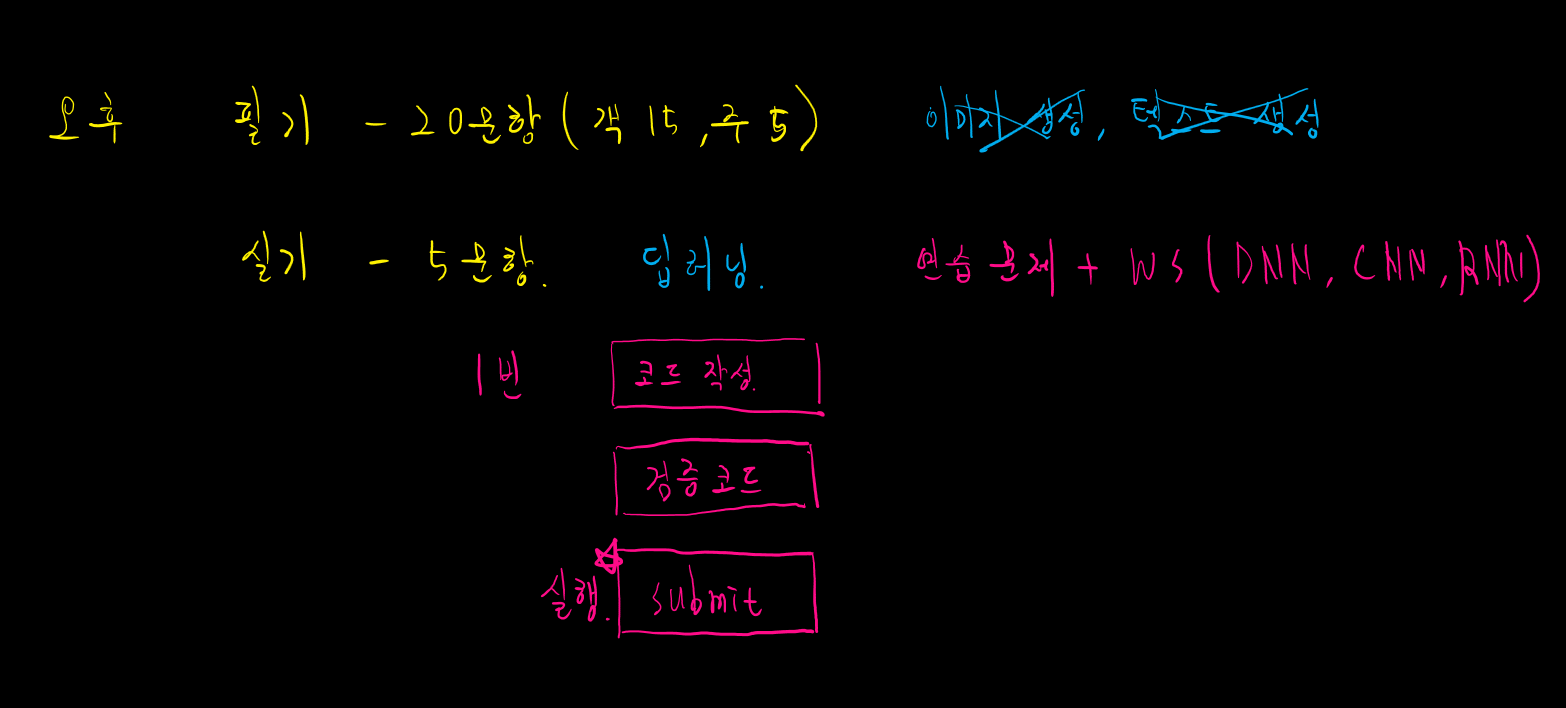 오후 필기 - 20문항 (객 15, 주 5) 이미지 생성, 텍스트 생성
실기 - 5문항. 딥러닝. 연습문제 + WS (DNN, CNN, RNN)
1번 코드 작성.
검증코드
실행. submit